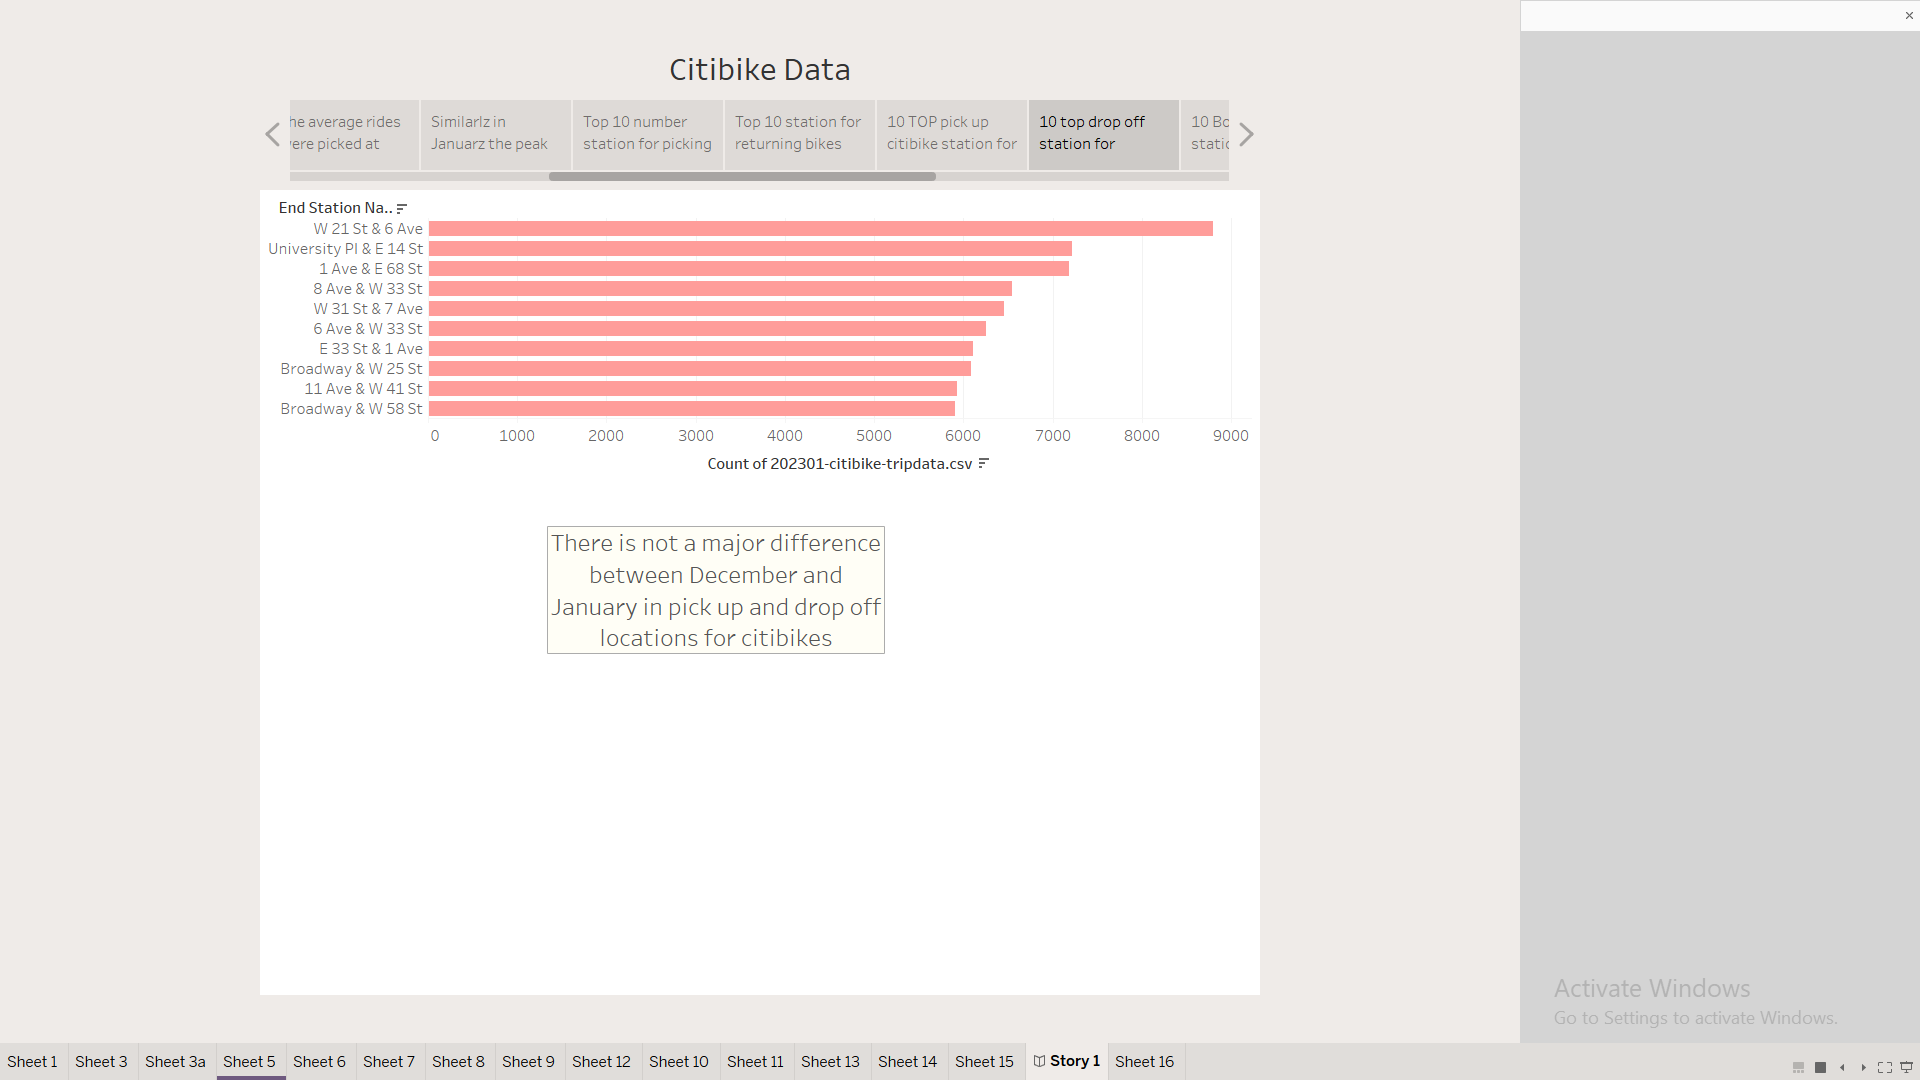 Citibike Data
he average rides
ere picked at
Similarlz in
Januarz the peak
Top 10 number
station for picking
Top 10 station for
returning bikes
10 TOP pick up
citibike station for
10 top drop off
station for
10 Bo
static
End Station Na..
W 21 St & 6 Ave
University Pl & E 14 St
1 Ave & E 68 St
8 Ave & W 33 St
W 31 St & 7 Ave
6 Ave & W 33 St
E 33 St & 1 Ave
Broadway & W 25 St
11 Ave & W 41 St
Broadway & W 58 St
0 1000 2000 3000 4000 5000 6000 7000 8000 9000
Count of 202301-citibike-tripdata.csv
There is not a major difference
between December and
January in pick up and drop off
locations for citibikes
Activate Windows
Go to Settings to activate Windows.
Sheet 1 Sheet 3 Sheet 3a Sheet 5 Sheet 6 Sheet 7 Sheet 8 Sheet 9 Sheet 12 Sheet 10 Sheet 11 Sheet 13 Sheet 14 Sheet 15 Story 1 Sheet 16